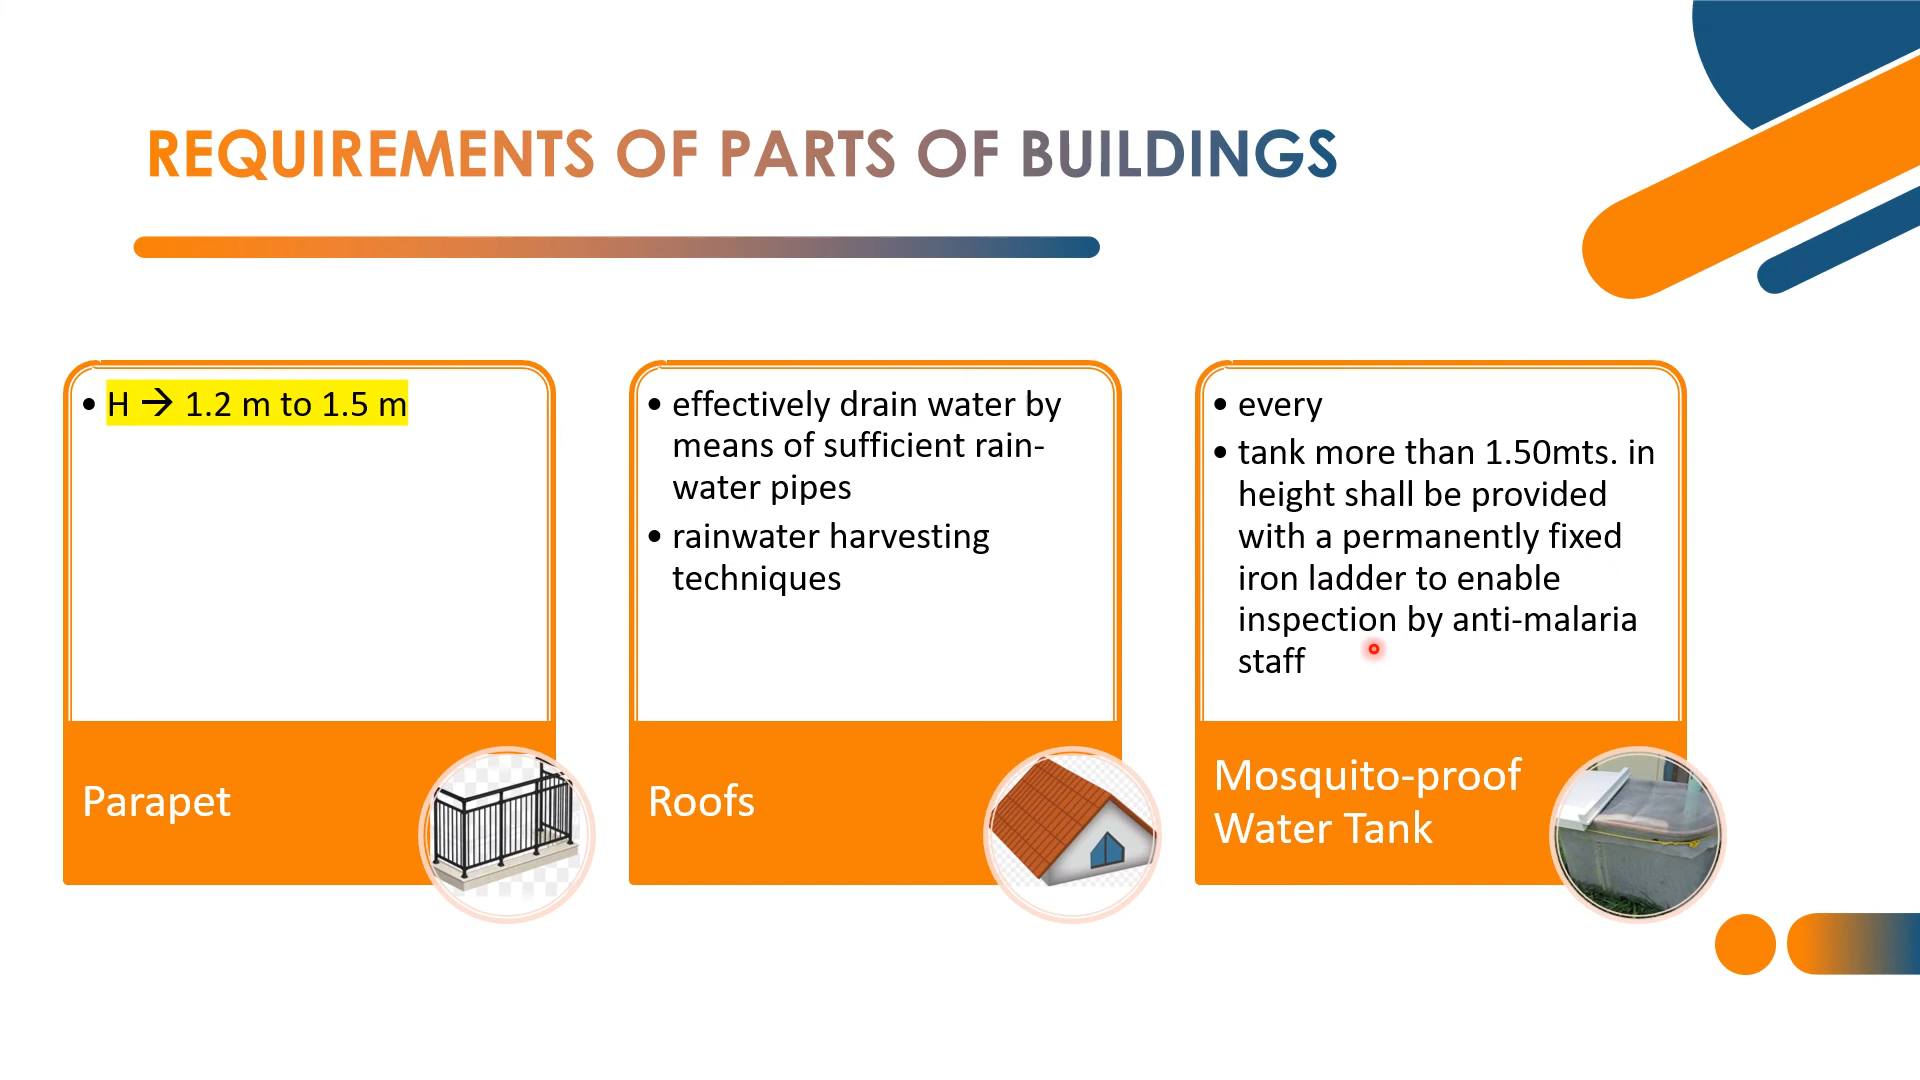 REQUIREMENTS OF PARTS OF BUILDINGS
• H → 1.2 m to 1.5 m
Parapet
• effectively drain water by
means of sufficient rain-
water pipes
• rainwater harvesting
techniques
Roofs
• every
• tank more than 1.50mts. in
height shall be provided
with a permanently fixed
iron ladder to enable
inspection by anti-malaria
staff
Mosquito-proof
Water Tank